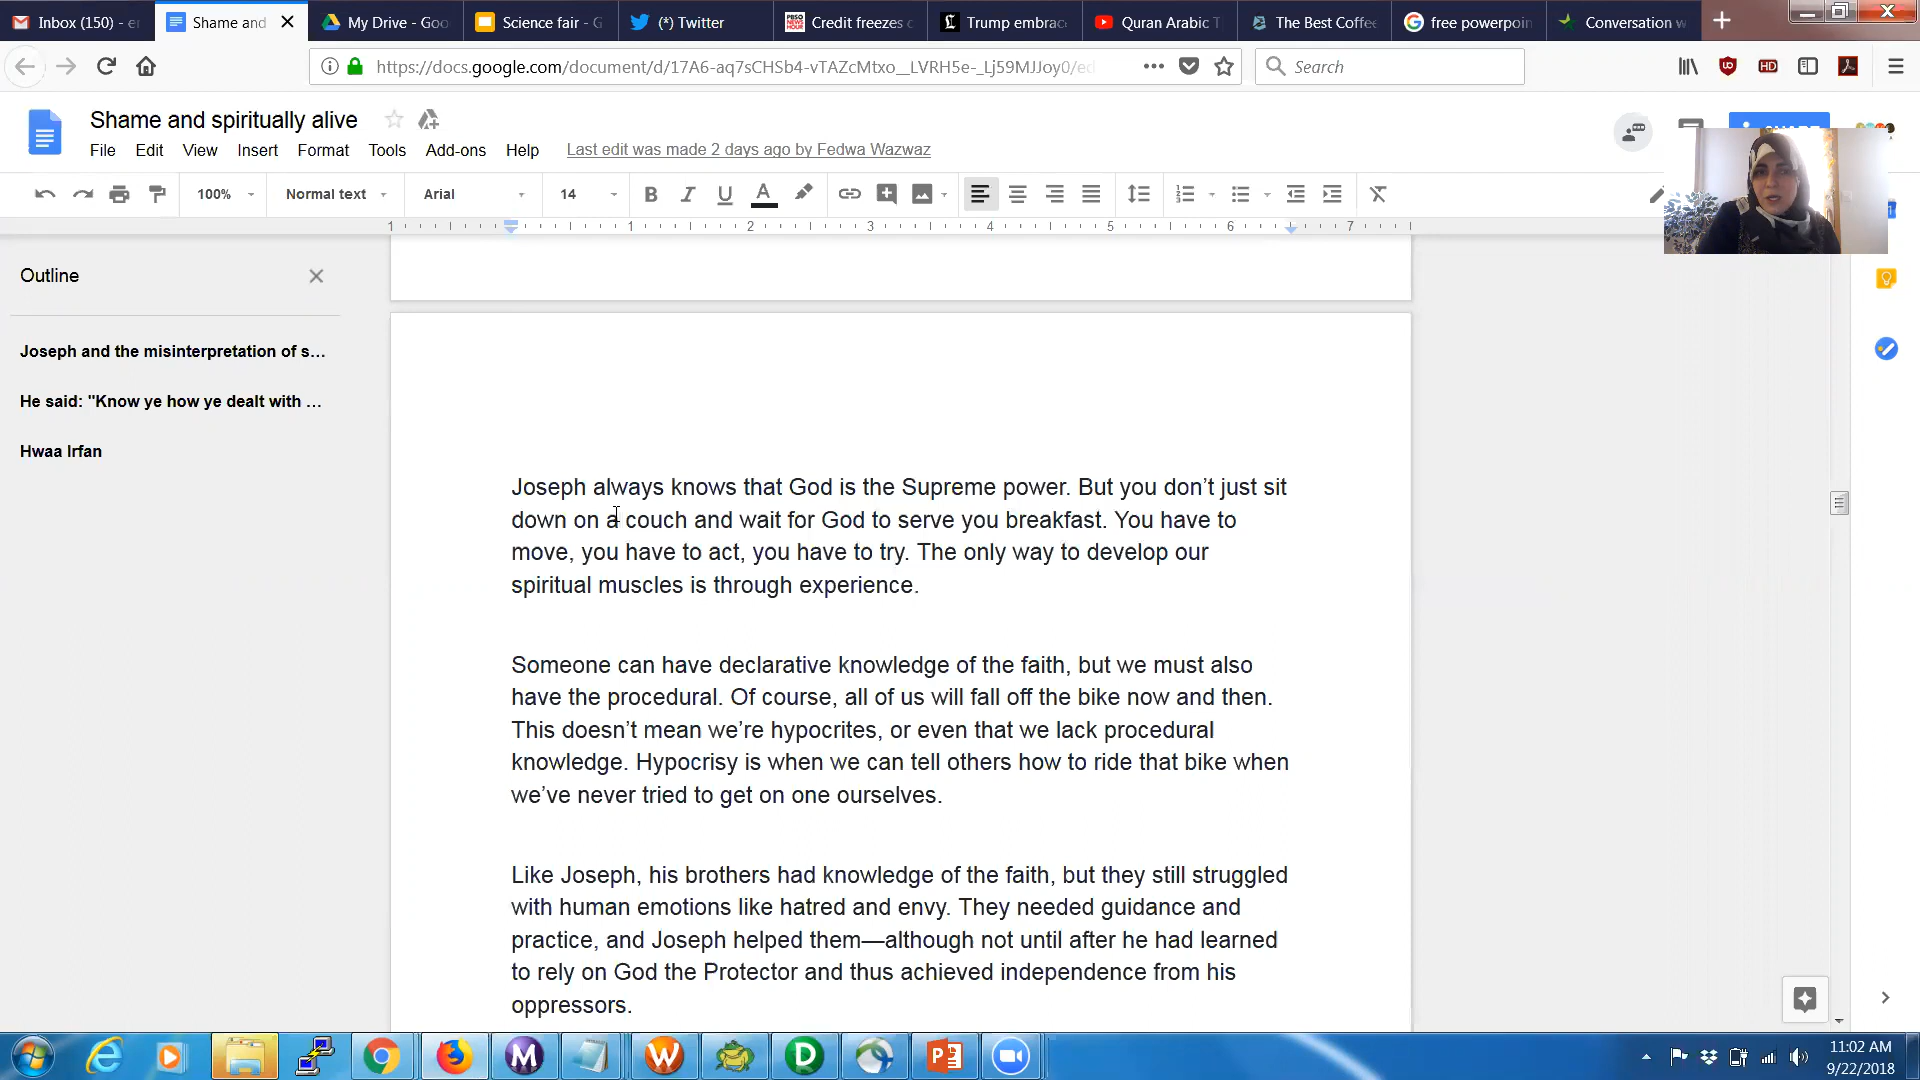 Inbox (150) - e
Shame and
My Drive - Goo
Science fair - G
(*) Twitter
Credit freezes c
Trump embrac
Quran Arabic T
The Best Coffe
free powerpoin
Conversation w
https://docs.google.com/document/d/17A6-aq7sCHSb4-vTAZcMtxo__LVRH5e-_Lj59MJJoy0/ed
Search
Shame and spiritually alive
File Edit View Insert Format Tools Add-ons Help Last edit was made 2 days ago by Fedwa Wazwaz
100% Normal text Arial 14 B I U A
1 1 2 3 4 5 6 7
Outline
Joseph and the misinterpretation of s...
He said: "Know ye how ye dealt with ...
Hwaa Irfan
Joseph always knows that God is the Supreme power. But you don’t just sit
down on a couch and wait for God to serve you breakfast. You have to
move, you have to act, you have to try. The only way to develop our
spiritual muscles is through experience.
Someone can have declarative knowledge of the faith, but we must also
have the procedural. Of course, all of us will fall off the bike now and then.
This doesn’t mean we’re hypocrites, or even that we lack procedural
knowledge. Hypocrisy is when we can tell others how to ride that bike when
we’ve never tried to get on one ourselves.
Like Joseph, his brothers had knowledge of the faith, but they still struggled
with human emotions like hatred and envy. They needed guidance and
practice, and Joseph helped them—although not until after he had learned
to rely on God the Protector and thus achieved independence from his
oppressors.
11:02 AM
9/22/2018